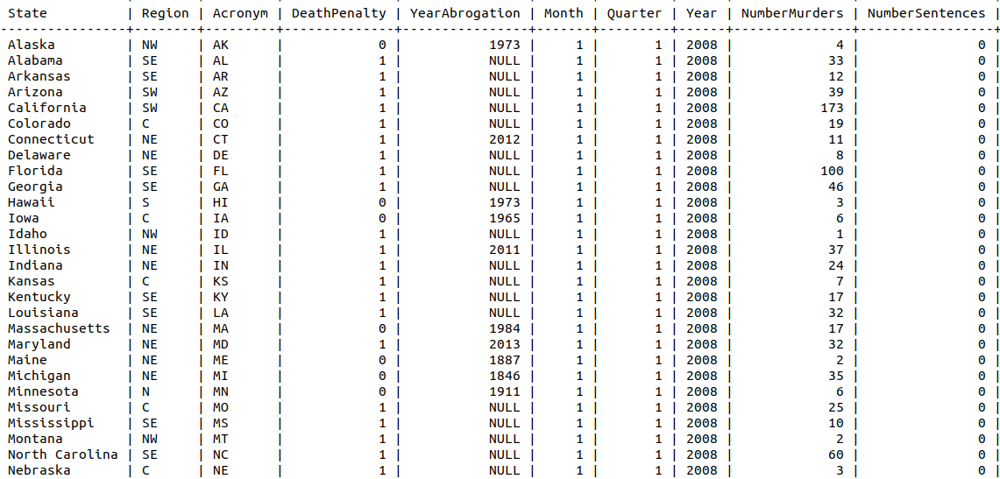 State | Region | Acronym | DeathPenalty | YearAbrogation | Month | Quarter | Year | NumberMurders | NumberSentences |
----------------+--------+---------+--------------+----------------+-------+---------+------+---------------+-----------------+
Alaska | NW | AK | 0 | 1973 | 1 | 1 | 2008 | 4 | 0 |
Alabama | SE | AL | 1 | NULL | 1 | 1 | 2008 | 33 | 0 |
Arkansas | SE | AR | 1 | NULL | 1 | 1 | 2008 | 12 | 0 |
Arizona | SW | AZ | 1 | NULL | 1 | 1 | 2008 | 39 | 0 |
California | SW | CA | 1 | NULL | 1 | 1 | 2008 | 173 | 0 |
Colorado | C | CO | 1 | NULL | 1 | 1 | 2008 | 19 | 0 |
Connecticut | NE | CT | 1 | 2012 | 1 | 1 | 2008 | 11 | 0 |
Delaware | NE | DE | 1 | NULL | 1 | 1 | 2008 | 8 | 0 |
Florida | SE | FL | 1 | NULL | 1 | 1 | 2008 | 100 | 0 |
Georgia | SE | GA | 1 | NULL | 1 | 1 | 2008 | 46 | 0 |
Hawaii | S | HI | 0 | 1973 | 1 | 1 | 2008 | 3 | 0 |
Iowa | C | IA | 0 | 1965 | 1 | 1 | 2008 | 6 | 0 |
Idaho | NW | ID | 1 | NULL | 1 | 1 | 2008 | 1 | 0 |
Illinois | NE | IL | 1 | 2011 | 1 | 1 | 2008 | 37 | 0 |
Indiana | NE | IN | 1 | NULL | 1 | 1 | 2008 | 24 | 0 |
Kansas | C | KS | 1 | NULL | 1 | 1 | 2008 | 7 | 0 |
Kentucky | SE | KY | 1 | NULL | 1 | 1 | 2008 | 17 | 0 |
Louisiana | SE | LA | 1 | NULL | 1 | 1 | 2008 | 32 | 0 |
Massachusetts | NE | MA | 0 | 1984 | 1 | 1 | 2008 | 17 | 0 |
Maryland | NE | MD | 1 | 2013 | 1 | 1 | 2008 | 32 | 0 |
Maine | NE | ME | 0 | 1887 | 1 | 1 | 2008 | 2 | 0 |
Michigan | NE | MI | 0 | 1846 | 1 | 1 | 2008 | 35 | 0 |
Minnesota | N | MN | 0 | 1911 | 1 | 1 | 2008 | 6 | 0 |
Missouri | C | MO | 1 | NULL | 1 | 1 | 2008 | 25 | 0 |
Mississippi | SE | MS | 1 | NULL | 1 | 1 | 2008 | 10 | 0 |
Montana | NW | MT | 1 | NULL | 1 | 1 | 2008 | 2 | 0 |
North Carolina | SE | NC | 1 | NULL | 1 | 1 | 2008 | 60 | 0 |
Nebraska | C | NE | 1 | NULL | 1 | 1 | 2008 | 3 | 0 |